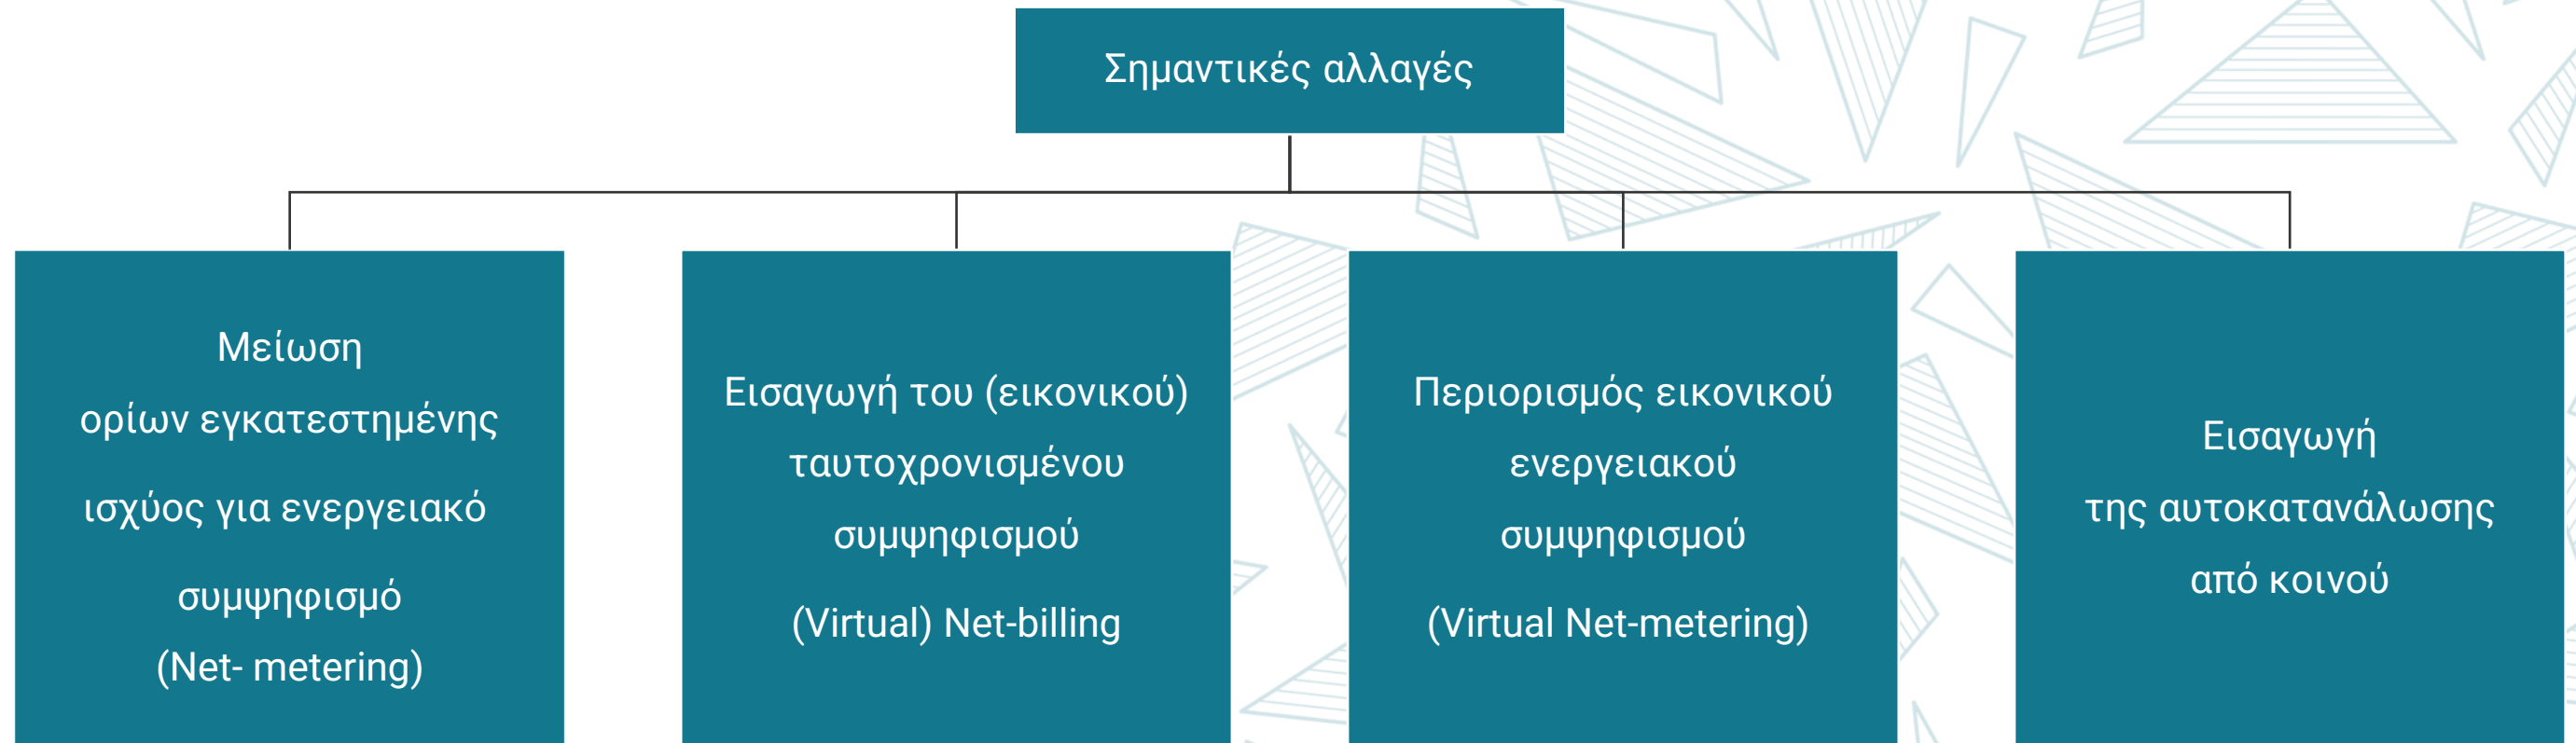 Σημαντικές αλλαγές
Μείωση
ορίων εγκατεστημένης
ισχύος για ενεργειακό
συμψηφισμό
(Net- metering)
Εισαγωγή του (εικονικού)
ταυτοχρονισμένου
συμψηφισμού
(Virtual) Net-billing
Περιορισμός εικονικού
ενεργειακού
συμψηφισμού
(Virtual Net-metering)
Εισαγωγή
της αυτοκατανάλωσης
από κοινού